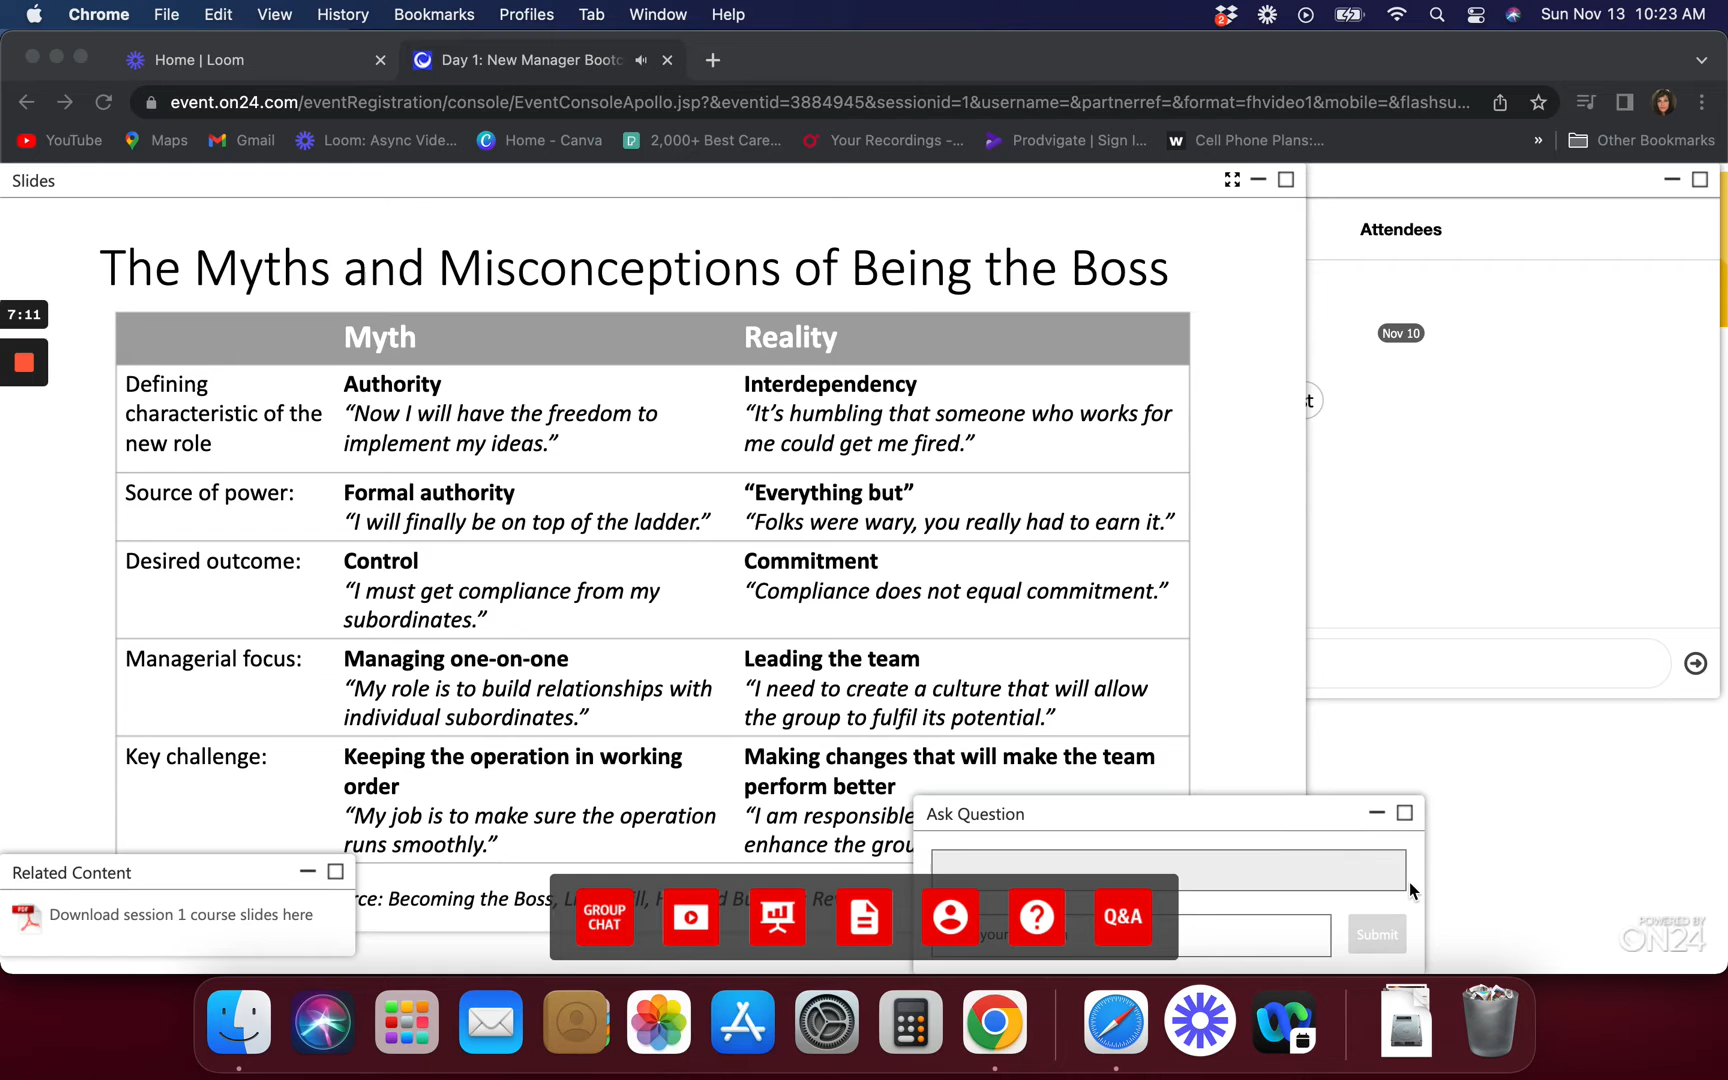 Chrome File Edit View History Bookmarks Profiles Tab Window Help
2
Sun Nov 13 10:23 AM
Home | Loom
Day 1: New Manager Bootc
event.on24.com/eventRegistration/console/EventConsoleApollo.jsp?&eventid=3884945&sessionid=1&username=&partnerref=&format=fhvideo1&mobile=&flashsu...
YouTube Maps Gmail Loom: Async Vide... Home - Canva 2,000+ Best Care... Your Recordings -... Prodvigate | Sign I... W Cell Phone Plans:... » Other Bookmarks
Slides
Attendees
The Myths and Misconceptions of Being the Boss
7:11
Nov 10
Myth Reality
Defining
characteristic of the
new role
Authority
“Now I will have the freedom to
implement my ideas.”
Interdependency
“It’s humbling that someone who works for
me could get me fired.”
Source of power:
Formal authority
“I will finally be on top of the ladder.”
“Everything but”
“Folks were wary, you really had to earn it.”
Desired outcome:
Control
“I must get compliance from my
subordinates.”
Commitment
“Compliance does not equal commitment.”
Managerial focus:
Managing one-on-one
“My role is to build relationships with
individual subordinates.”
Leading the team
“I need to create a culture that will allow
the group to fulfil its potential.”
Key challenge:
Keeping the operation in working
order
“My job is to make sure the operation
runs smoothly.”
Making changes that will make the team
perform better
“I am responsible
enhance the
Becoming the Boss,
Related Content
PDF
Download session 1 course slides here
Ask Question
GROUP
CHAT
? Q&A
Submit
POWERED BY
ON24